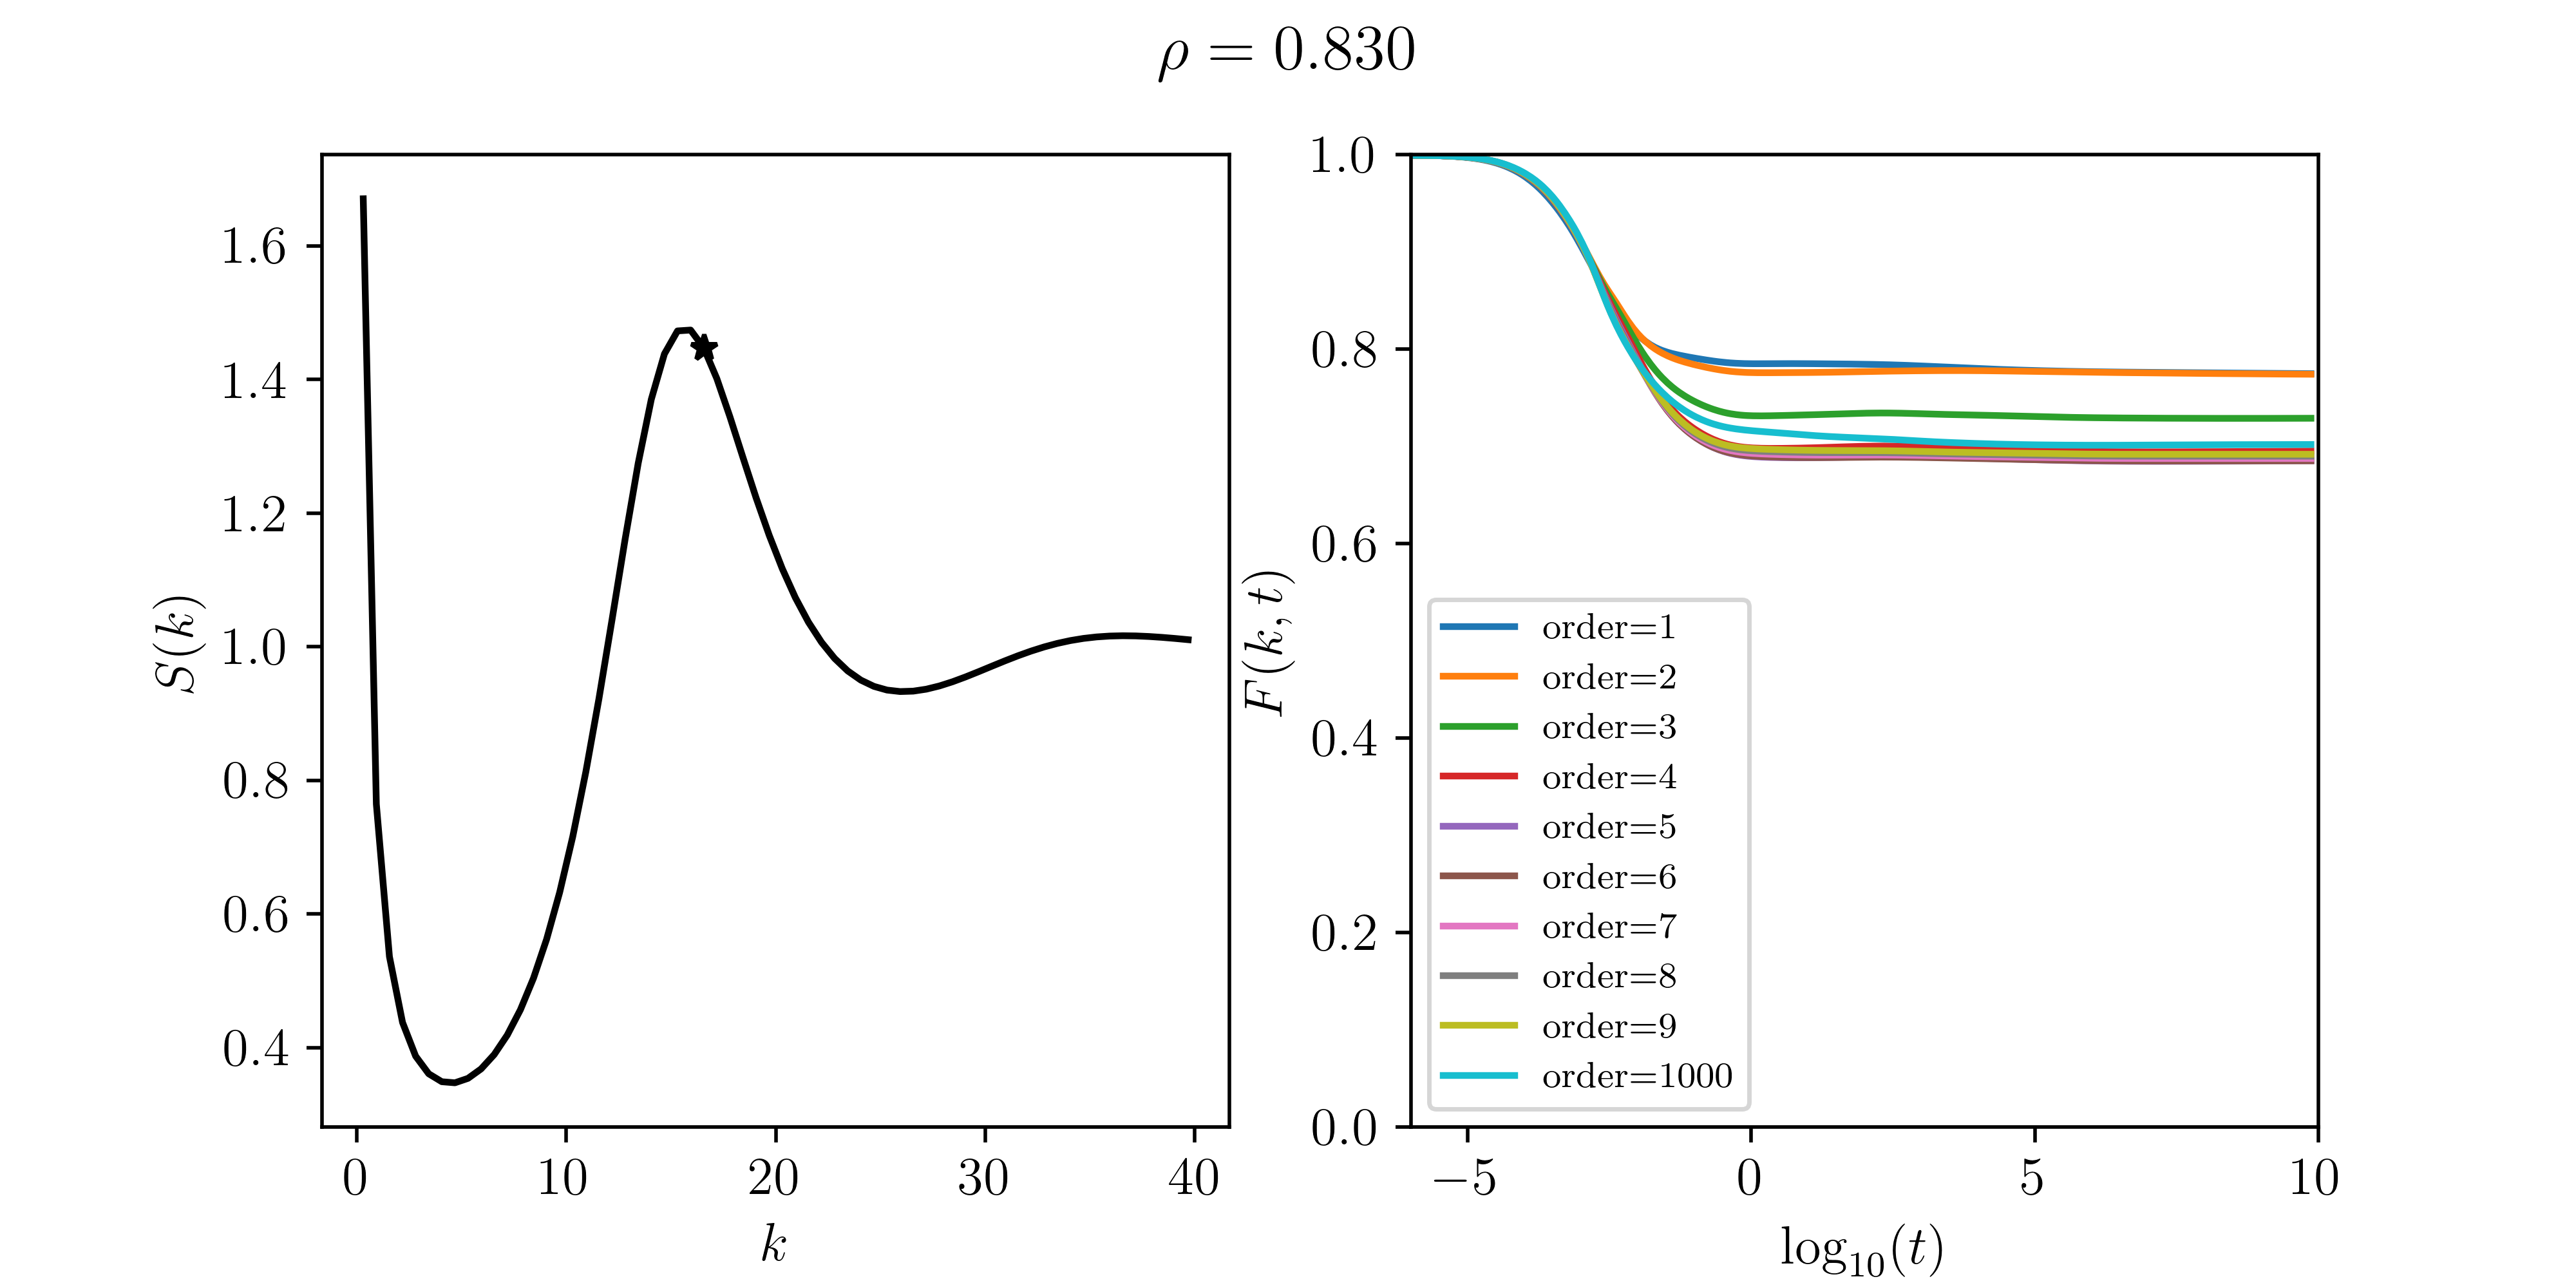 ρ = 0.830
S(k)
1.6
1.4
1.2
1.0
0.8
0.6
0.4
0 10 20 30 40
k
F(k, t)
1.0
0.8
0.6
0.4
0.2
0.0
order=1
order=2
order=3
order=4
order=5
order=6
order=7
order=8
order=9
order=1000
−5 0 5 10
log₁₀(t)